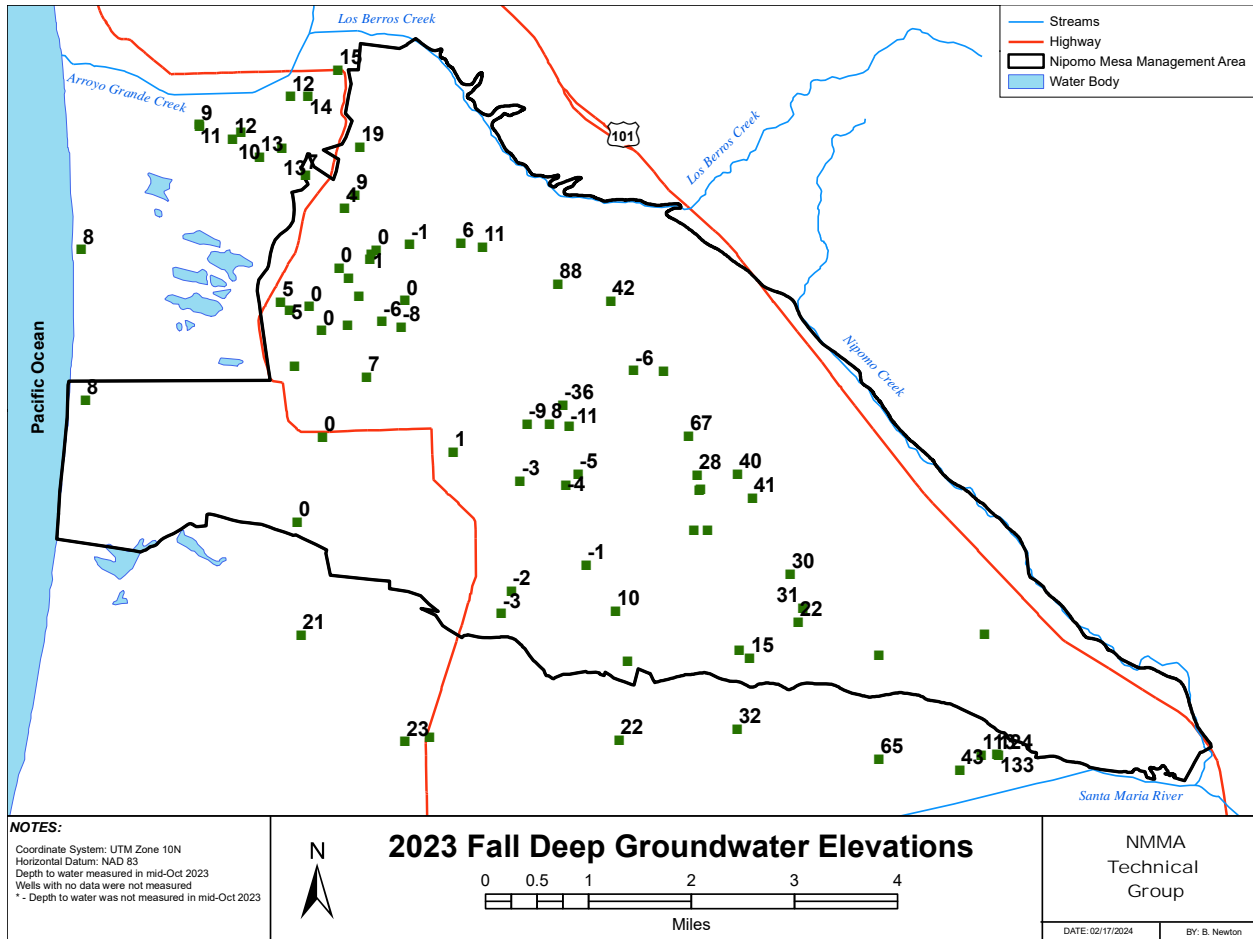 Los Berros Creek
Streams
Highway
Nipomo Mesa Management Area
Water Body
15
12
14
Arroyo Grande Creek
9
11
12
10
13
13
7
19
101
Los Berros Creek
9
4
8
0
-1
6
11
0
1
88
42
5
5
0
0
0
-6
-8
Nipomo Creek
Pacific Ocean
7
-6
8
-36
-9
8
-11
67
0
1
28
40
-3
-5
-4
41
0
-1
30
-2
-3
10
31
22
21
15
23
22
32
65
43
124
133
Santa Maria River
NOTES:
Coordinate System: UTM Zone 10N
Horizontal Datum: NAD 83
Depth to water measured in mid-Oct 2023
Wells with no data were not measured
* - Depth to water was not measured in mid-Oct 2023
N
2023 Fall Deep Groundwater Elevations
0 0.5 1 2 3 4
Miles
NMMA
Technical
Group
DATE: 02/17/2024
BY: B. Newton